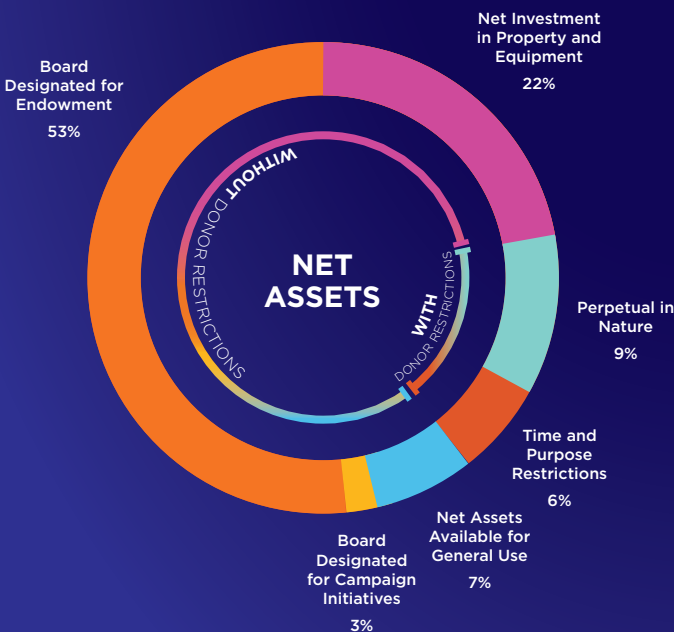 Net Investment
in Property and
Equipment
22%
Board
Designated for
Endowment
53%
WITHOUT DONOR RESTRICTIONS
NET
ASSETS
WITH
DONOR RESTRICTIONS
Perpetual in
Nature
9%
Time and
Purpose
Restrictions
6%
Net Assets
Available for
General Use
7%
Board
Designated
for Campaign
Initiatives
3%